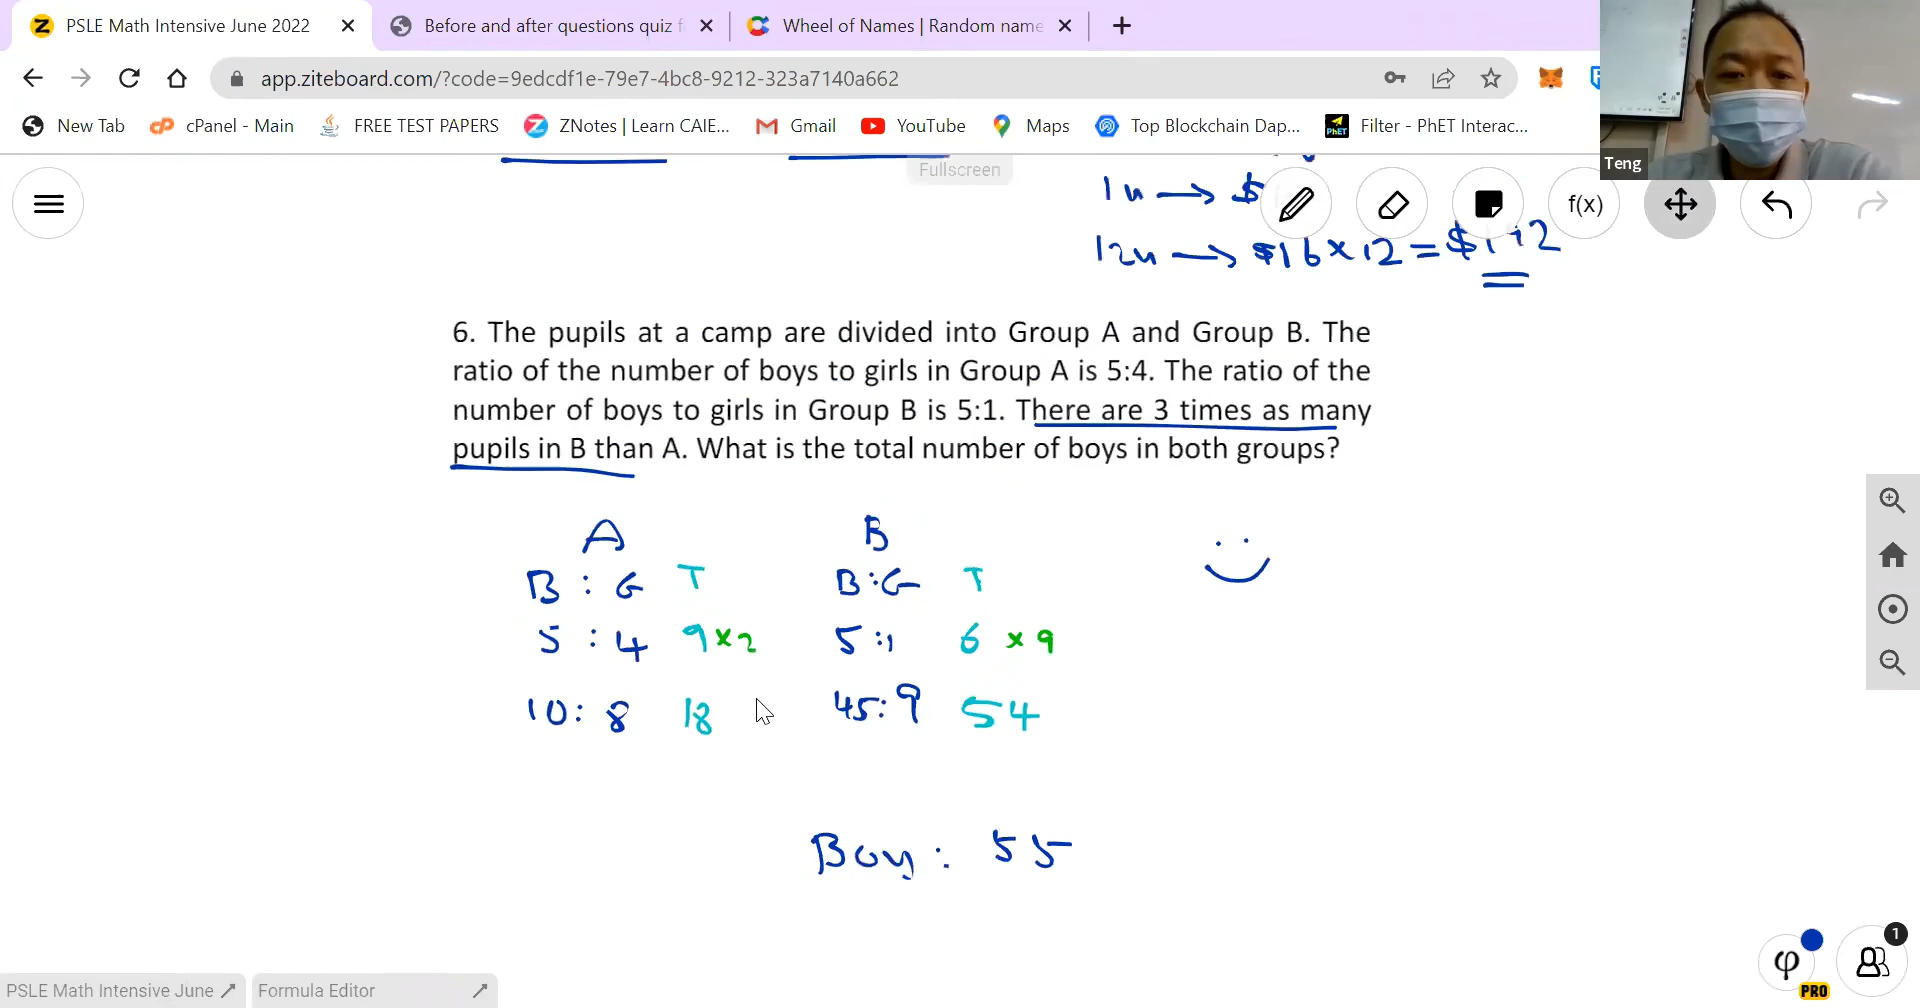 PSLE Math Intensive June 2022
Before and after questions quiz f
Wheel of Names | Random name
app.ziteboard.com/?code=9edcdf1e-79e7-4bc8-9212-323a7140a662
New Tab
cPanel - Main
FREE TEST PAPERS
ZNotes | Learn CAIE...
Gmail
YouTube
Maps
Top Blockchain Dap...
PhET
Filter - PhET Interac...
Teng
Fullscreen
1u → $
f(x)
12u → $16 × 12 = $192
6. The pupils at a camp are divided into Group A and Group B. The
ratio of the number of boys to girls in Group A is 5:4. The ratio of the
number of boys to girls in Group B is 5:1. There are 3 times as many
pupils in B than A. What is the total number of boys in both groups?
A B
B : G T B : G T
5 : 4 9 × 2 5 : 1 6 × 9
10 : 8 18 45 : 9 54
Boy : 55
1
φ
PRO
PSLE Math Intensive June
Formula Editor